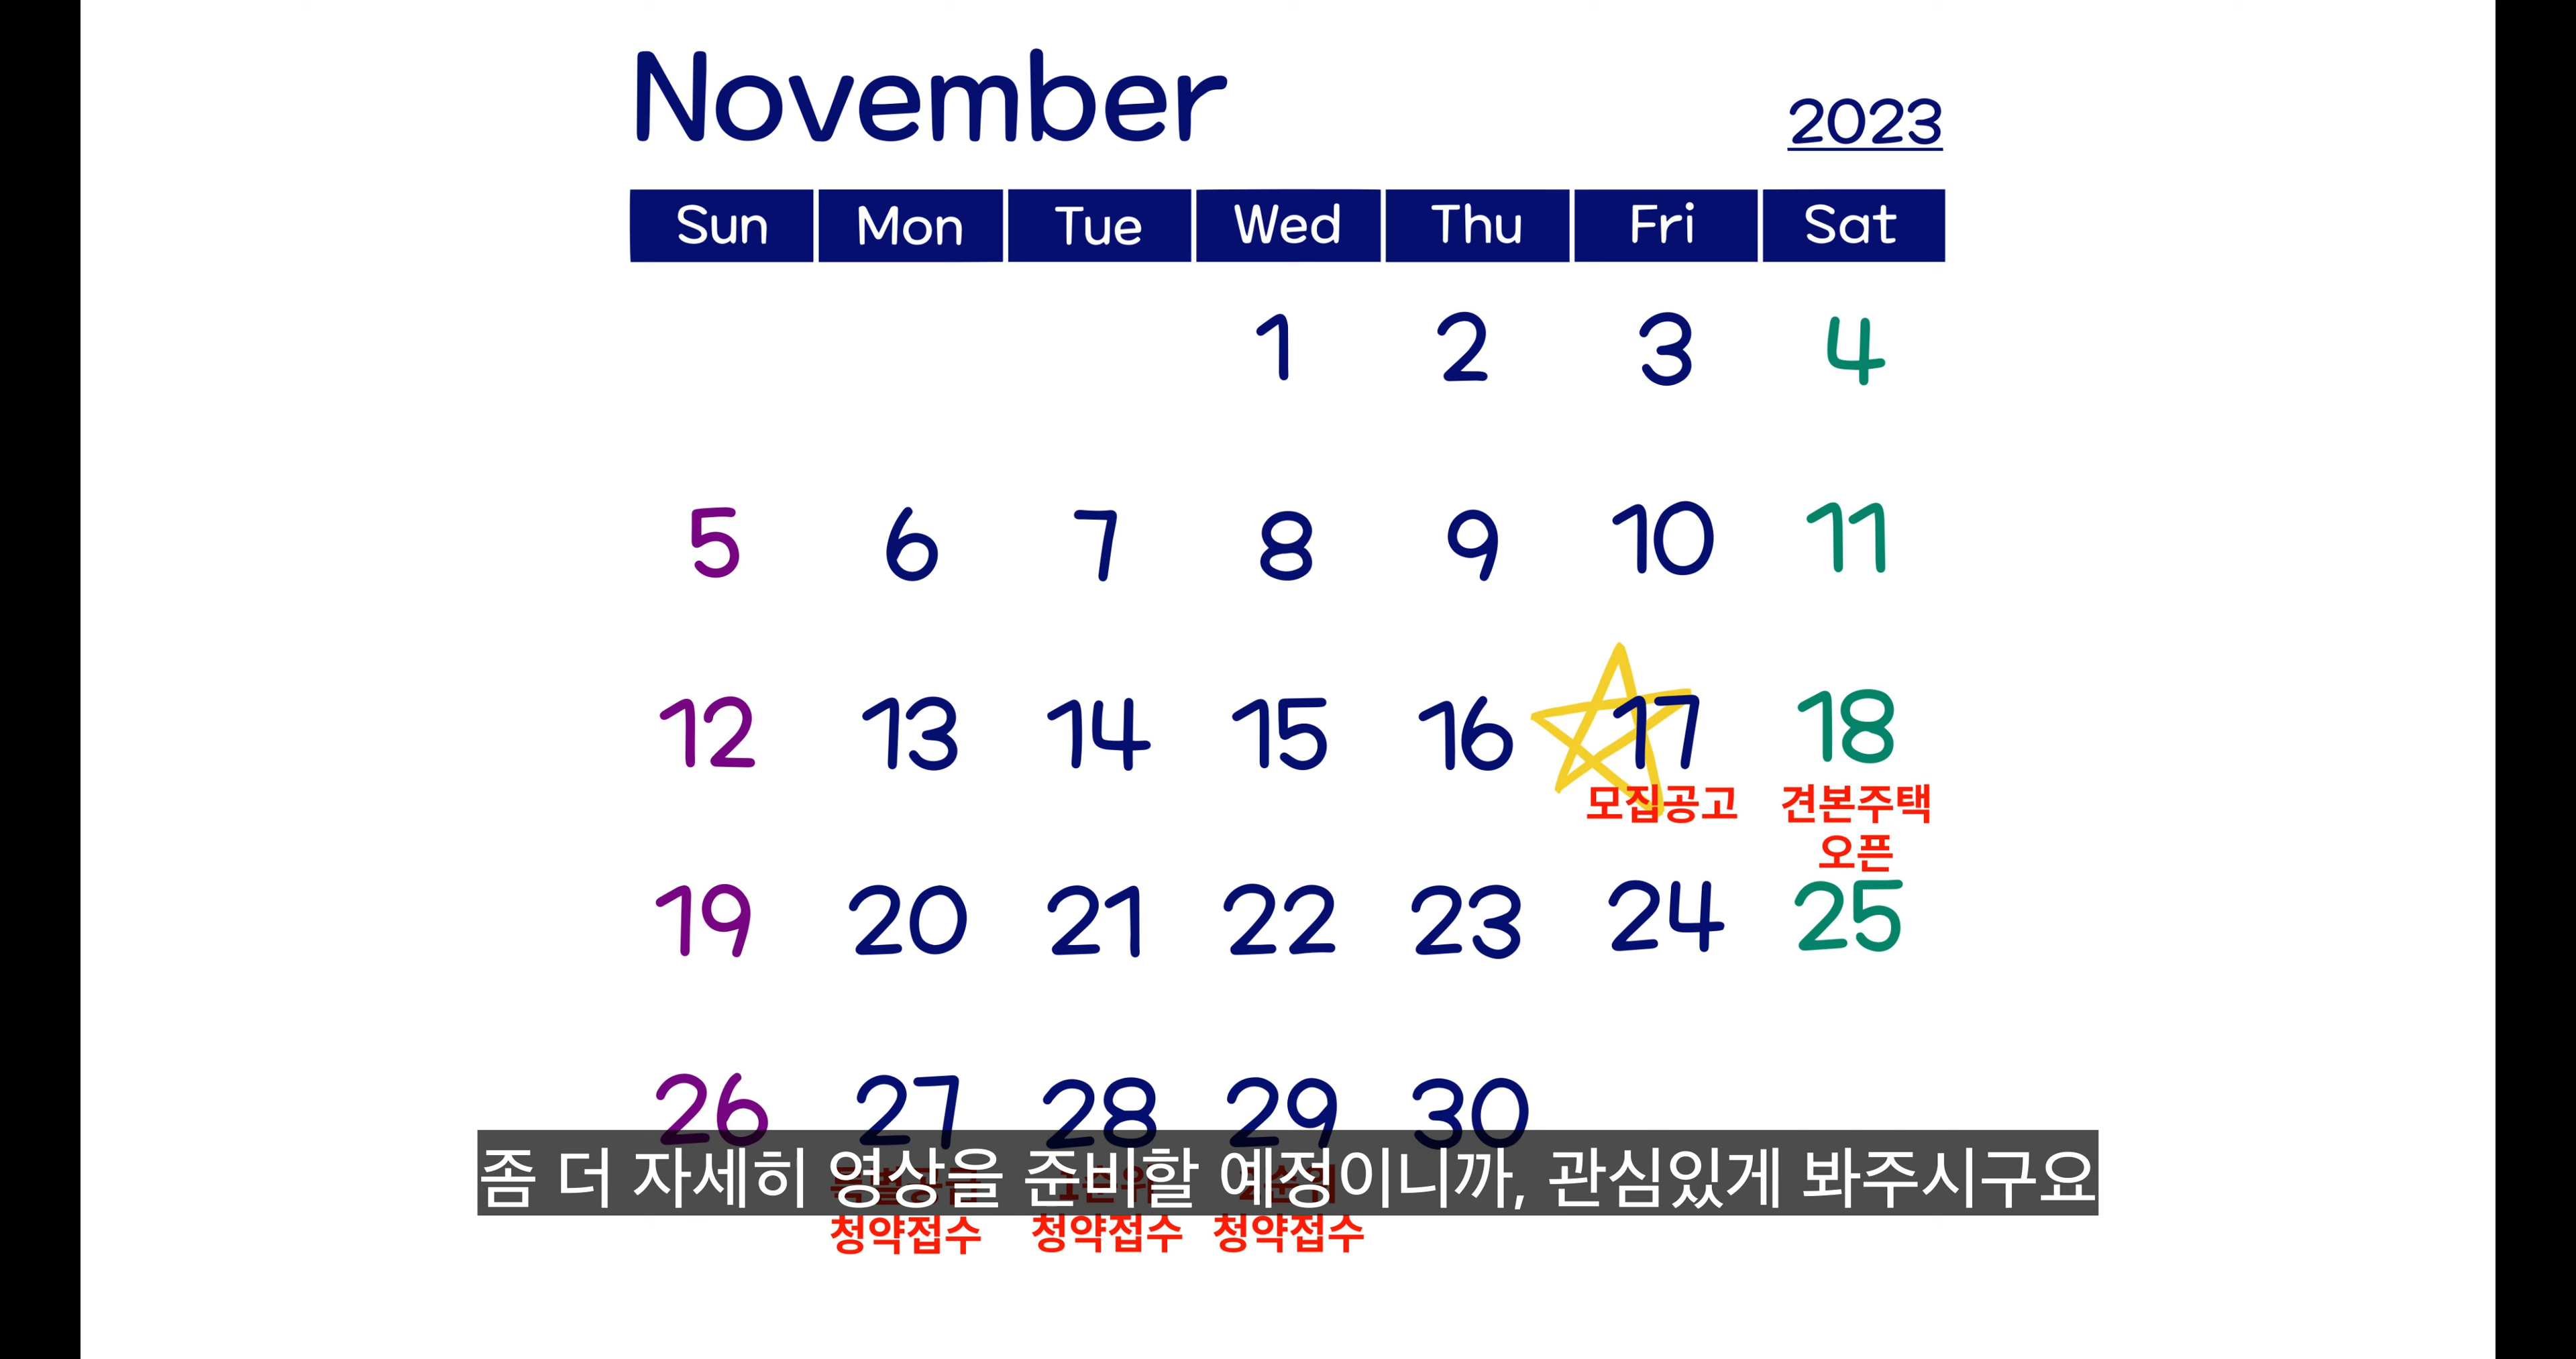 November
2023
Sun Mon Tue Wed Thu Fri Sat
1 2 3 4
5 6 7 8 9 10 11
12 13 14 15 16 17 18
모집공고 견본주택
오픈
19 20 21 22 23 24 25
26 27 28 29 30
좀 더 자세히 영상을 준비할 예정이니까, 관심있게 봐주시구요
청약접수 청약접수 청약접수